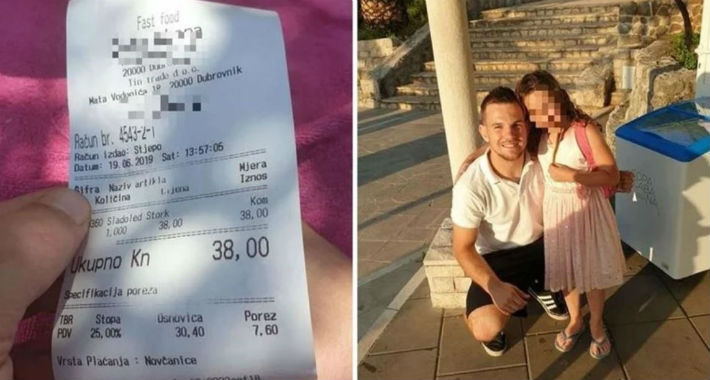 Fast food
20000
Tin trade d.o.o.
Mata Vodopića 1B, 20000 Dubrovnik
Račun br. 4543-2-1
Račun izdao: Stjepo
Datum: 19.06.2019 Sat: 13:57:05
Šifra Naziv artikla Mjera
Količina Cijena Iznos
360 Sladoled Stork Kom
1,000 38,00 38,00
Ukupno Kn 38,00
Specifikacija poreza
TBR Stopa Osnovica Porez
PDV 25,00% 30,40 7,60
Vrsta Plaćanja : Novčanice